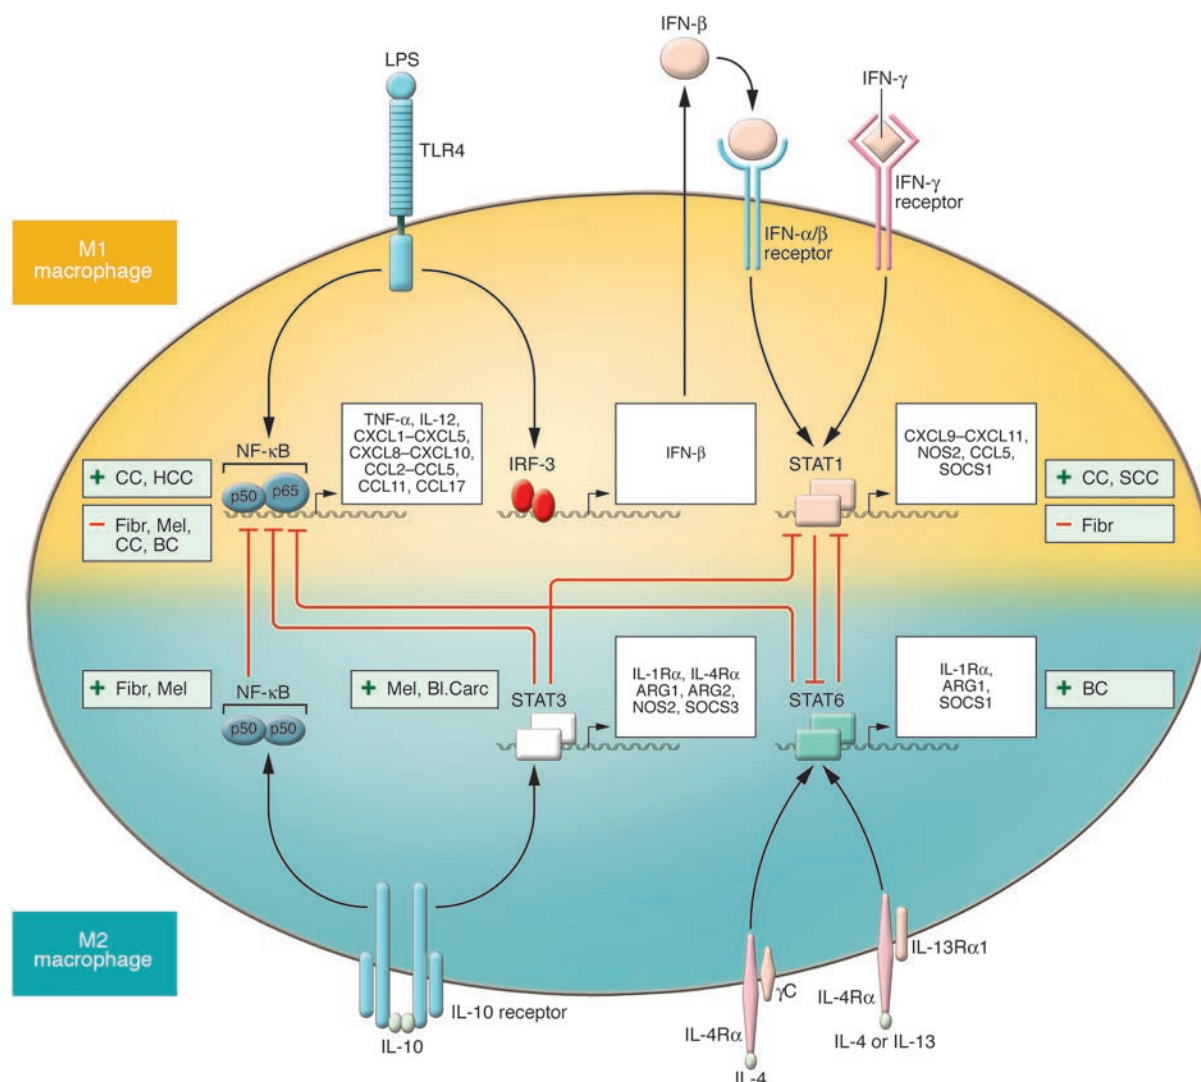 IFN-β
LPS
IFN-γ
TLR4
IFN-γ
receptor
M1
macrophage
IFN-α/β
receptor
TNF-α, IL-12,
CXCL1–CXCL5,
CXCL8–CXCL10,
CCL2–CCL5,
CCL11, CCL17
NF-κB
IRF-3
IFN-β
STAT1
CXCL9–CXCL11,
NOS2, CCL5,
SOCS1
+ CC, HCC
p50
p65
+ CC, SCC
− Fibr, Mel,
CC, BC
− Fibr
+ Fibr, Mel
NF-κB
p50
p50
+ Mel, Bl.Carc
STAT3
IL-1Rα, IL-4Rα
ARG1, ARG2,
NOS2, SOCS3
STAT6
IL-1Rα,
ARG1,
SOCS1
+ BC
M2
macrophage
IL-13Rα1
γC
IL-4Rα
IL-10 receptor
IL-10
IL-4Rα
IL-4 or IL-13
IL-4